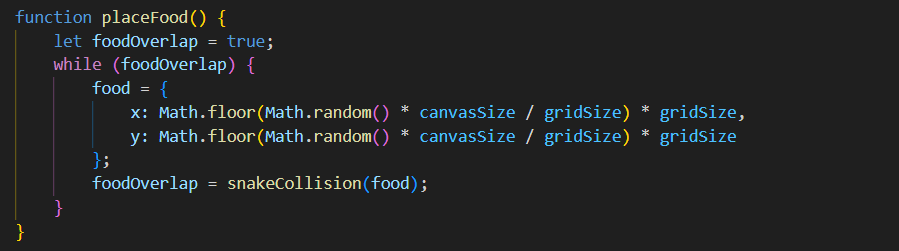 function placeFood() {
    let foodOverlap = true;
    while (foodOverlap) {
        food = {
            x: Math.floor(Math.random() * canvasSize / gridSize) * gridSize,
            y: Math.floor(Math.random() * canvasSize / gridSize) * gridSize
        };
        foodOverlap = snakeCollision(food);
    }
}